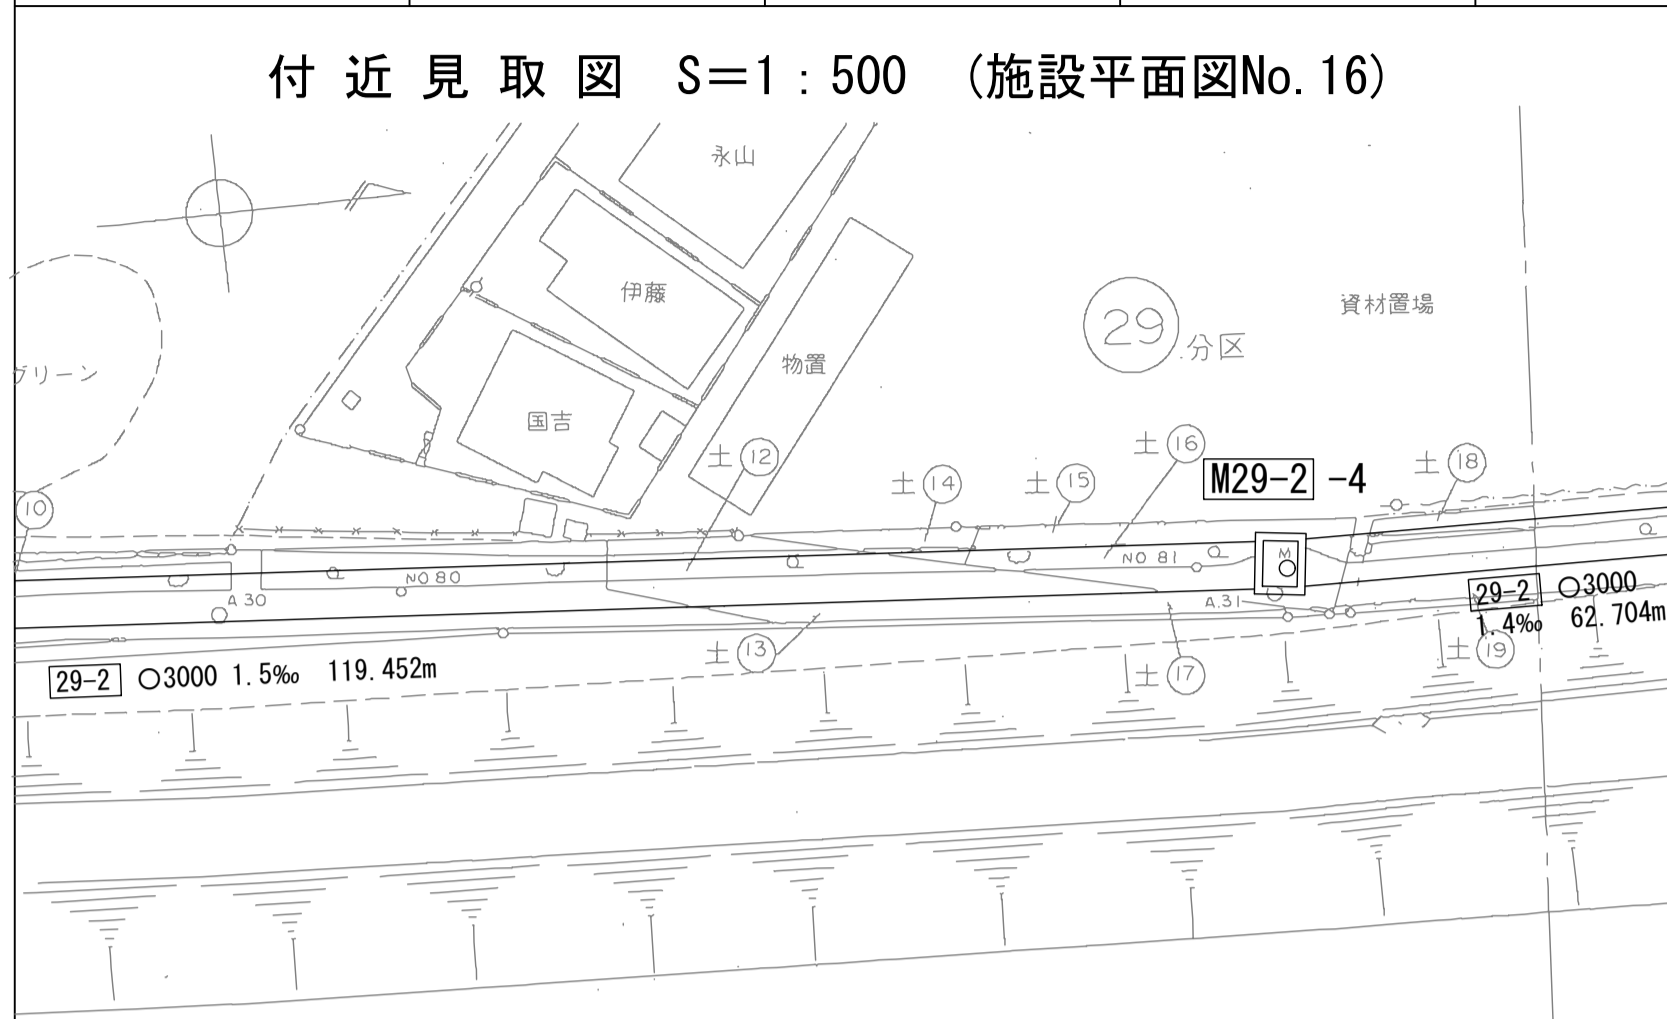 付近見取図 S=1:500 (施設平面図No.16)
永山
伊藤
資材置場
29 分区
物置
グリーン
国吉
土 12
土 16
土 14
土 15
M29-2 -4
土 18
10
NO 80
NO 81
M
A 30
A.31
29-2 ○3000
1.4‰ 62.704m
土 13
土 17
土 19
29-2 ○3000 1.5‰ 119.452m